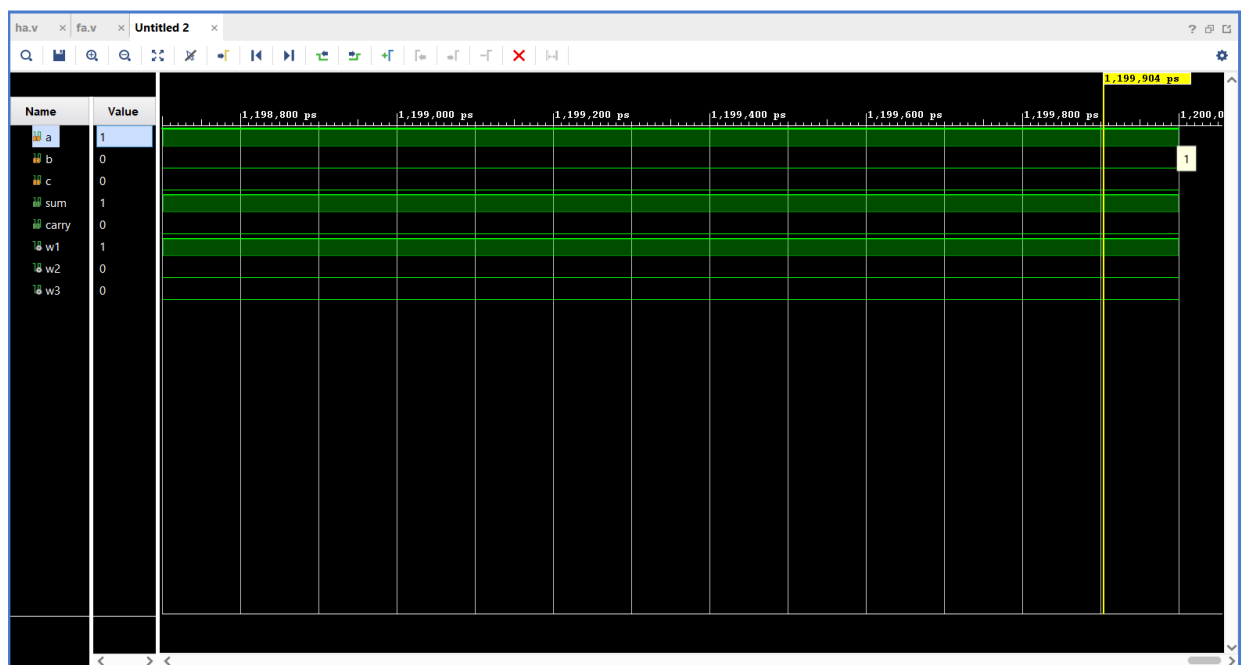 ha.v × fa.v × Untitled 2 ×
?
1,199,904 ps
Name Value
1,198,800 ps 1,199,000 ps 1,199,200 ps 1,199,400 ps 1,199,600 ps 1,199,800 ps 1,200,0
a 1
b 0
1
c 0
sum 1
carry 0
w1 1
w2 0
w3 0